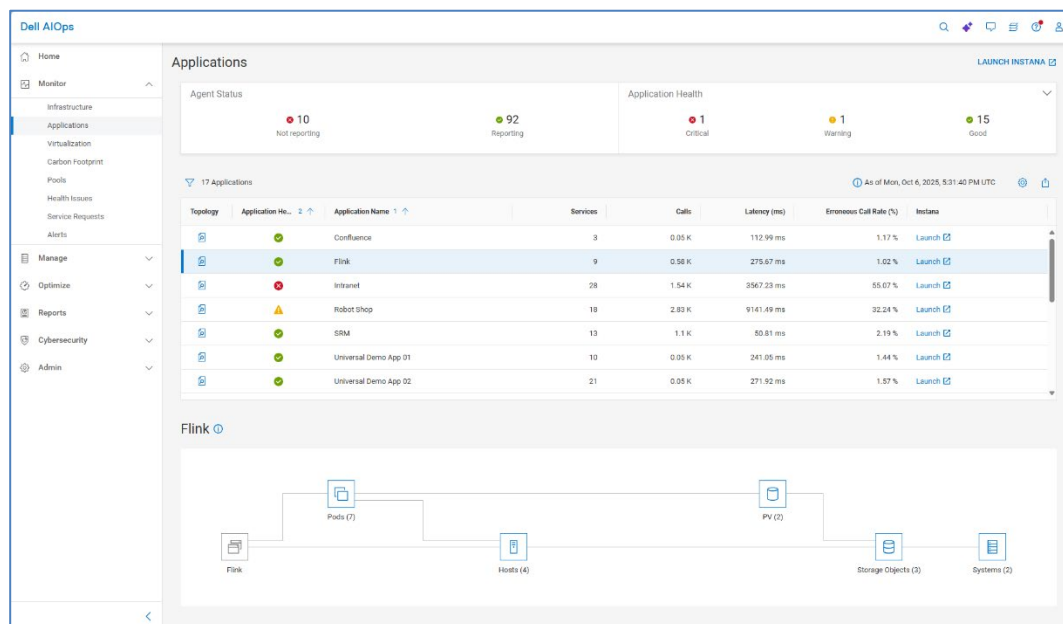 Dell AIOps
Home
Monitor
Infrastructure
Applications
Virtualization
Carbon Footprint
Pools
Health Issues
Service Requests
Alerts
Manage
Optimize
Reports
Cybersecurity
Admin
Applications
LAUNCH INSTANA
Agent Status
10
Not reporting
92
Reporting
Application Health
1
Critical
1
Warning
15
Good
17 Applications
As of Mon, Oct 6, 2025, 5:31:40 PM UTC
Topology Application He... 2 Application Name 1 Services Calls Latency (ms) Erroneous Call Rate (%) Instana
Confluence 3 0.05 K 112.99 ms 1.17 % Launch
Flink 9 0.58 K 275.67 ms 1.02 % Launch
Intranet 28 1.54 K 3567.23 ms 55.07 % Launch
Robot Shop 18 2.83 K 9141.49 ms 32.24 % Launch
SRM 13 1.1 K 50.81 ms 2.19 % Launch
Universal Demo App 01 10 0.05 K 241.05 ms 1.44 % Launch
Universal Demo App 02 21 0.05 K 271.92 ms 1.57 % Launch
Flink
Pods (7)
PV (2)
Flink
Hosts (4)
Storage Objects (3)
Systems (2)